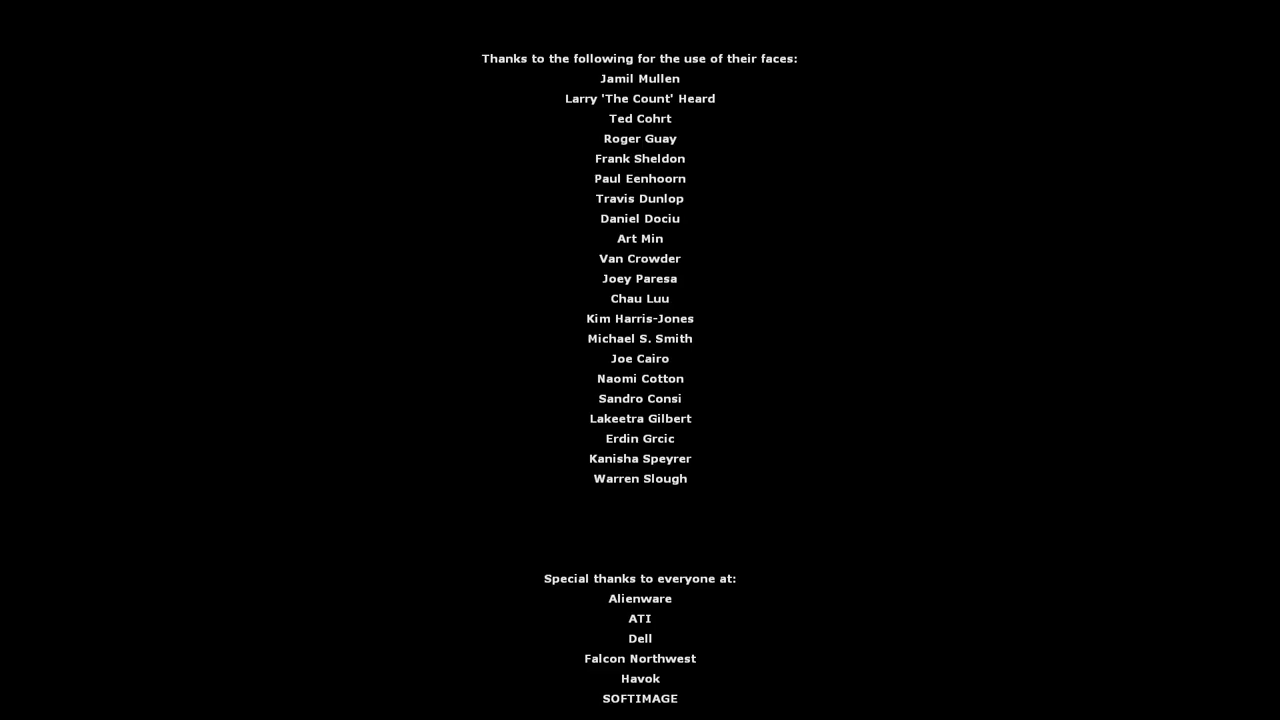 Thanks to the following for the use of their faces:
Jamil Mullen
Larry 'The Count' Heard
Ted Cohrt
Roger Guay
Frank Sheldon
Paul Eenhoorn
Travis Dunlop
Daniel Dociu
Art Min
Van Crowder
Joey Paresa
Chau Luu
Kim Harris-Jones
Michael S. Smith
Joe Cairo
Naomi Cotton
Sandro Consi
Lakeetra Gilbert
Erdin Grcic
Kanisha Speyrer
Warren Slough
Special thanks to everyone at:
Alienware
ATI
Dell
Falcon Northwest
Havok
SOFTIMAGE